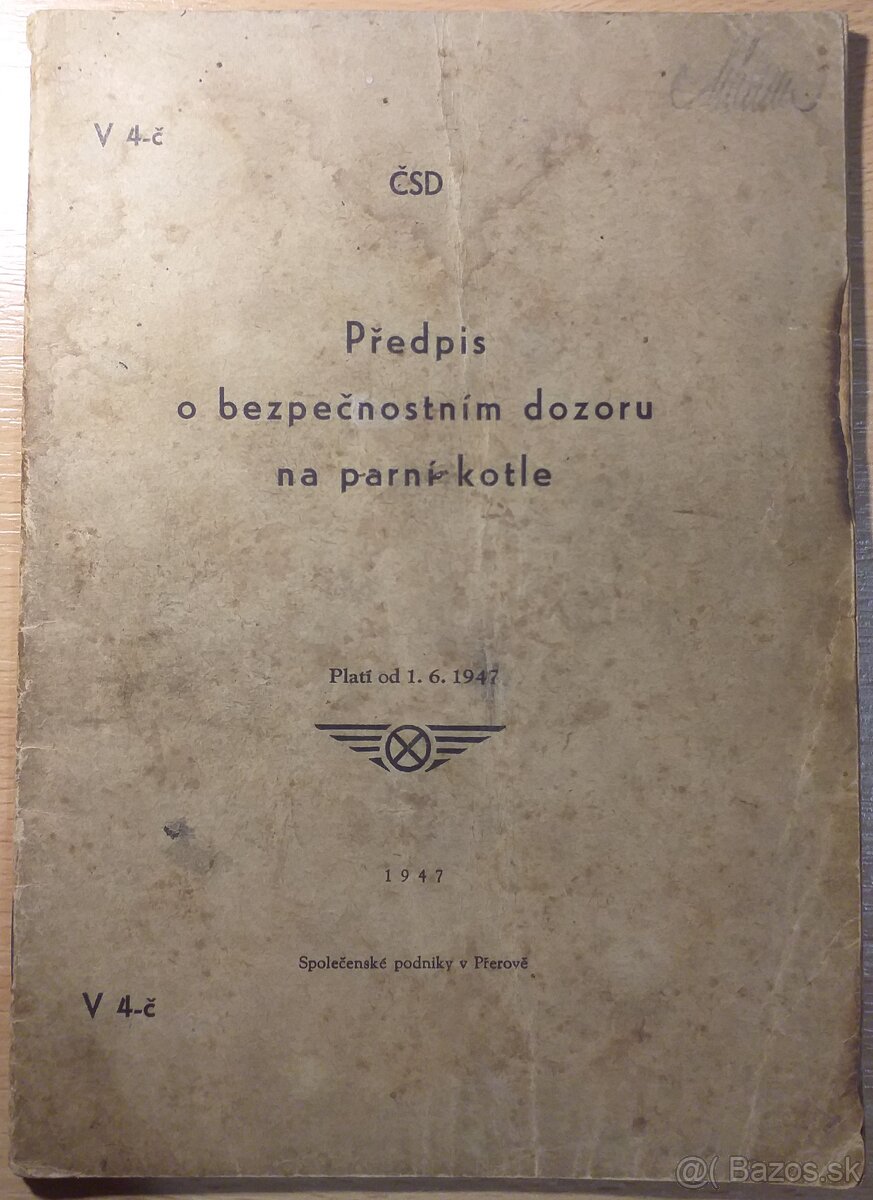 V 4-č
ČSD
Předpis
o bezpečnostním dozoru
na parní kotle
Platí od 1. 6. 1947
1947
Společenské podniky v Přerově
V 4-č
@( Bazos.sk